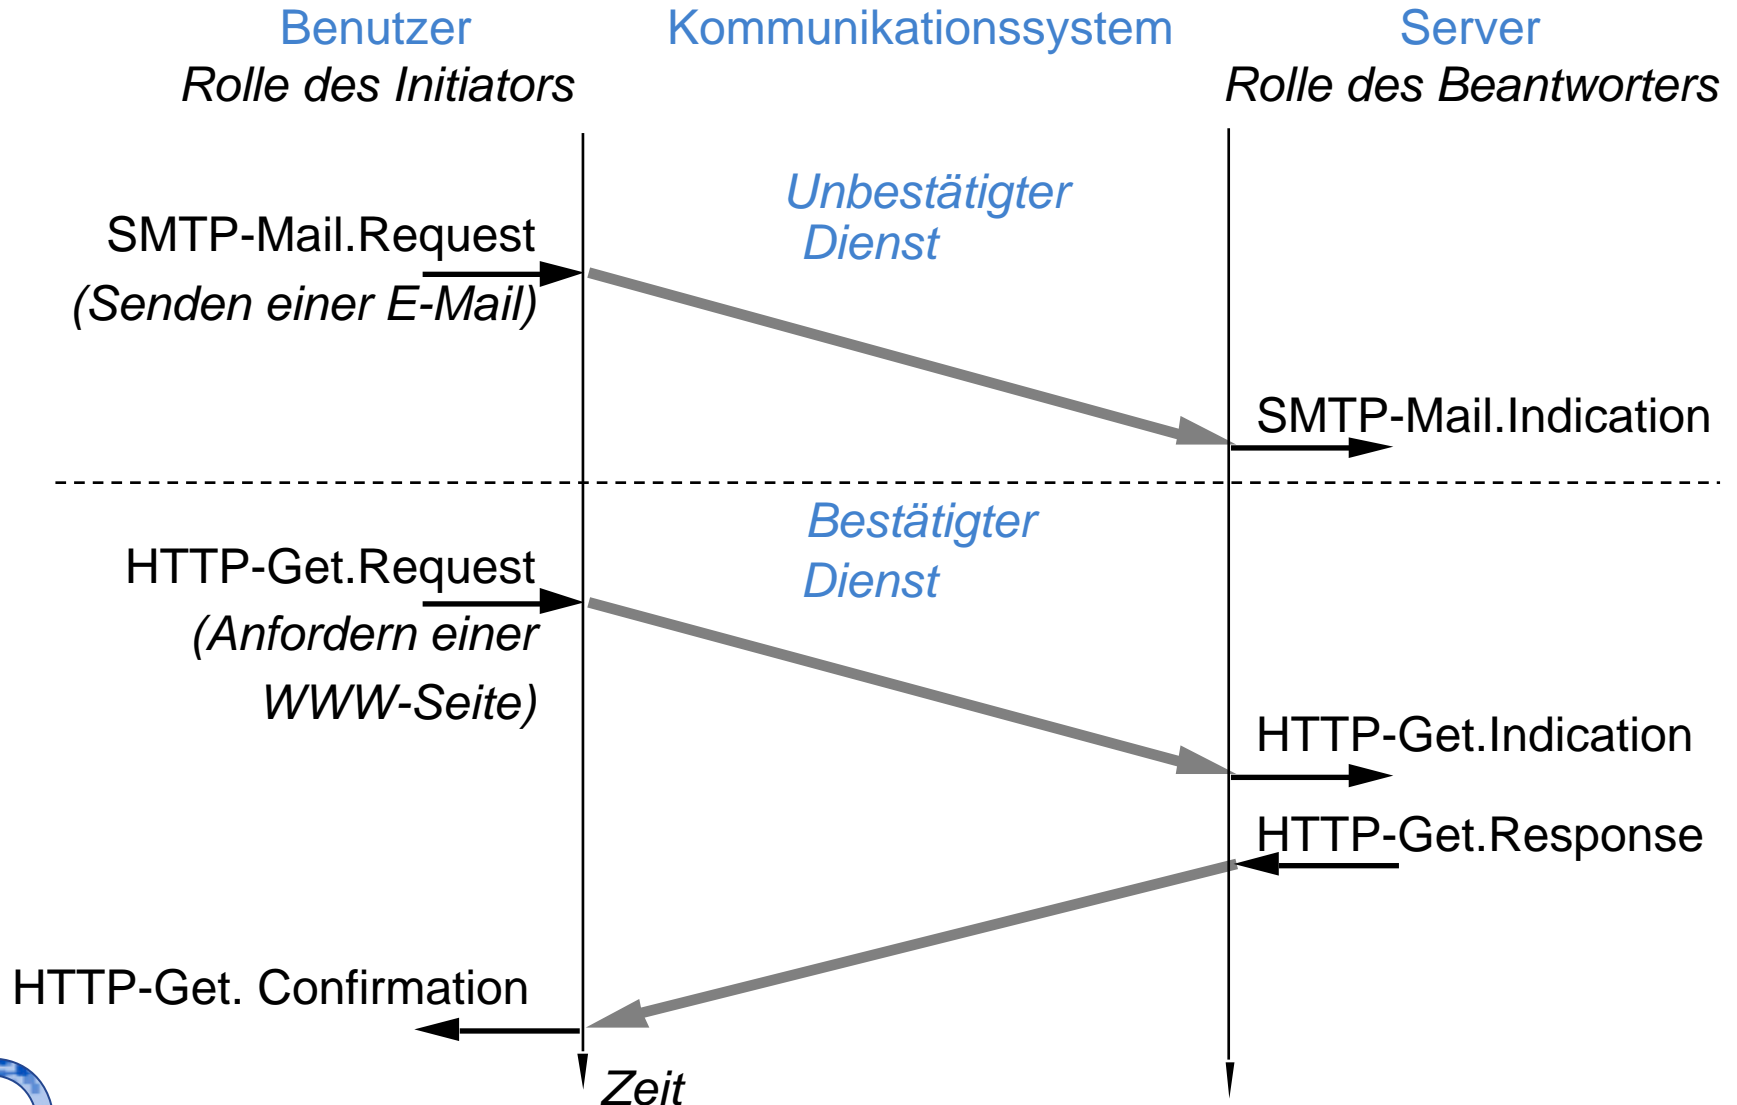 Benutzer Kommunikationssystem Server
Rolle des Initiators Rolle des Beantworters
Unbestätigter
Dienst
SMTP-Mail.Request
(Senden einer E-Mail)
SMTP-Mail.Indication
Bestätigter
Dienst
HTTP-Get.Request
(Anfordern einer
WWW-Seite)
HTTP-Get.Indication
HTTP-Get.Response
HTTP-Get. Confirmation
Zeit